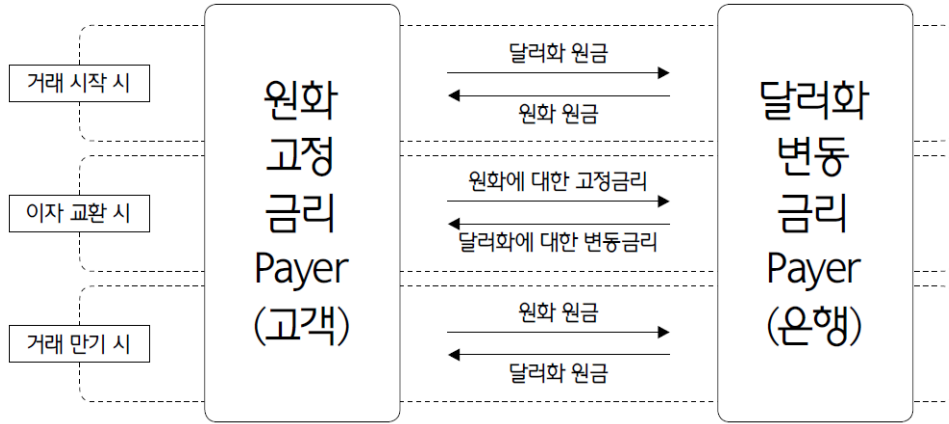 거래 시작 시
원화
고정
금리
Payer
(고객)
달러화 원금
원화 원금
달러화
변동
금리
Payer
(은행)
이자 교환 시
원화에 대한 고정금리
달러화에 대한 변동금리
거래 만기 시
원화 원금
달러화 원금